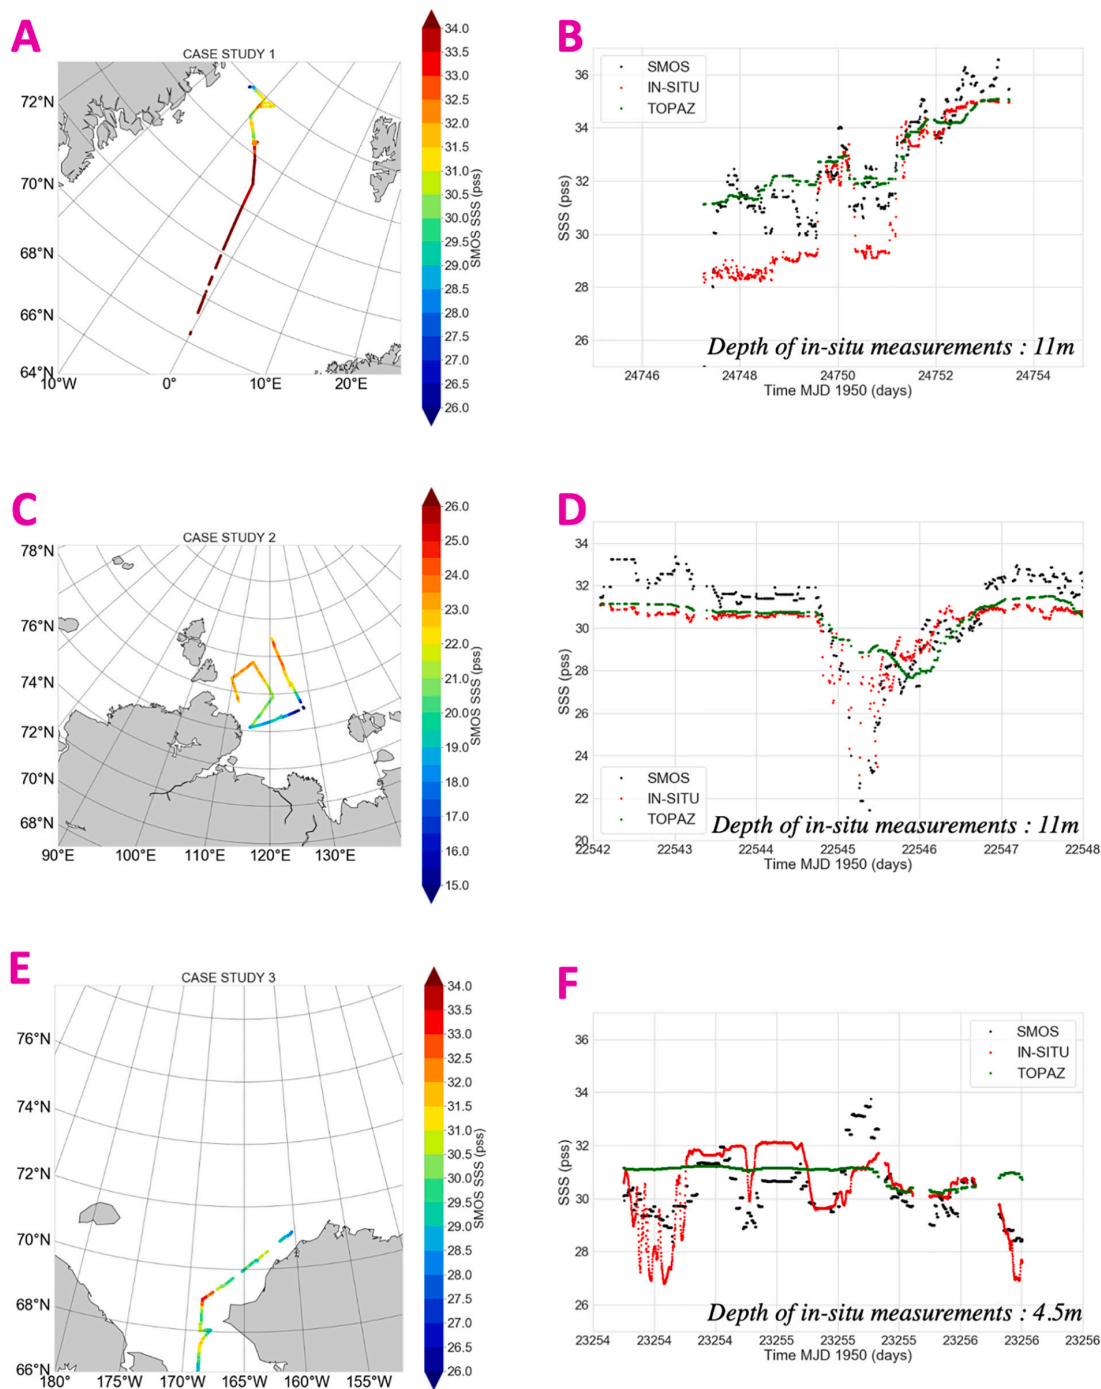 A
CASE STUDY 1
72°N
70°N
68°N
66°N
64°N
10°W 0° 10°E 20°E
34.0
33.5
33.0
32.5
32.0
31.5
31.0
30.5
30.0
29.5
29.0
28.5
28.0
27.5
27.0
26.5
26.0
SMOS SSS (pss)
B
SMOS
IN-SITU
TOPAZ
36
34
32
30
28
26
SSS (pss)
Depth of in-situ measurements : 11m
24746 24748 24750 24752 24754
Time MJD 1950 (days)
C
CASE STUDY 2
78°N
76°N
74°N
72°N
70°N
68°N
90°E 100°E 110°E 120°E 130°E
26.0
25.0
24.0
23.0
22.0
21.0
20.0
19.0
18.0
17.0
16.0
15.0
SMOS SSS (pss)
D
34
32
30
28
26
24
22
20
SSS (pss)
SMOS
IN-SITU
TOPAZ
Depth of in-situ measurements : 11m
22542 22543 22544 22545 22546 22547 22548
Time MJD 1950 (days)
E
CASE STUDY 3
76°N
74°N
72°N
70°N
68°N
66°N
180° 175°W 170°W 165°W 160°W 155°W
34.0
33.5
33.0
32.5
32.0
31.5
31.0
30.5
30.0
29.5
29.0
28.5
28.0
27.5
27.0
26.5
26.0
SMOS SSS (pss)
F
36
34
32
30
28
26
SSS (pss)
SMOS
IN-SITU
TOPAZ
Depth of in-situ measurements : 4.5m
23254 23254 23254 23255 23255 23255 23256 23256 23256
Time MJD 1950 (days)